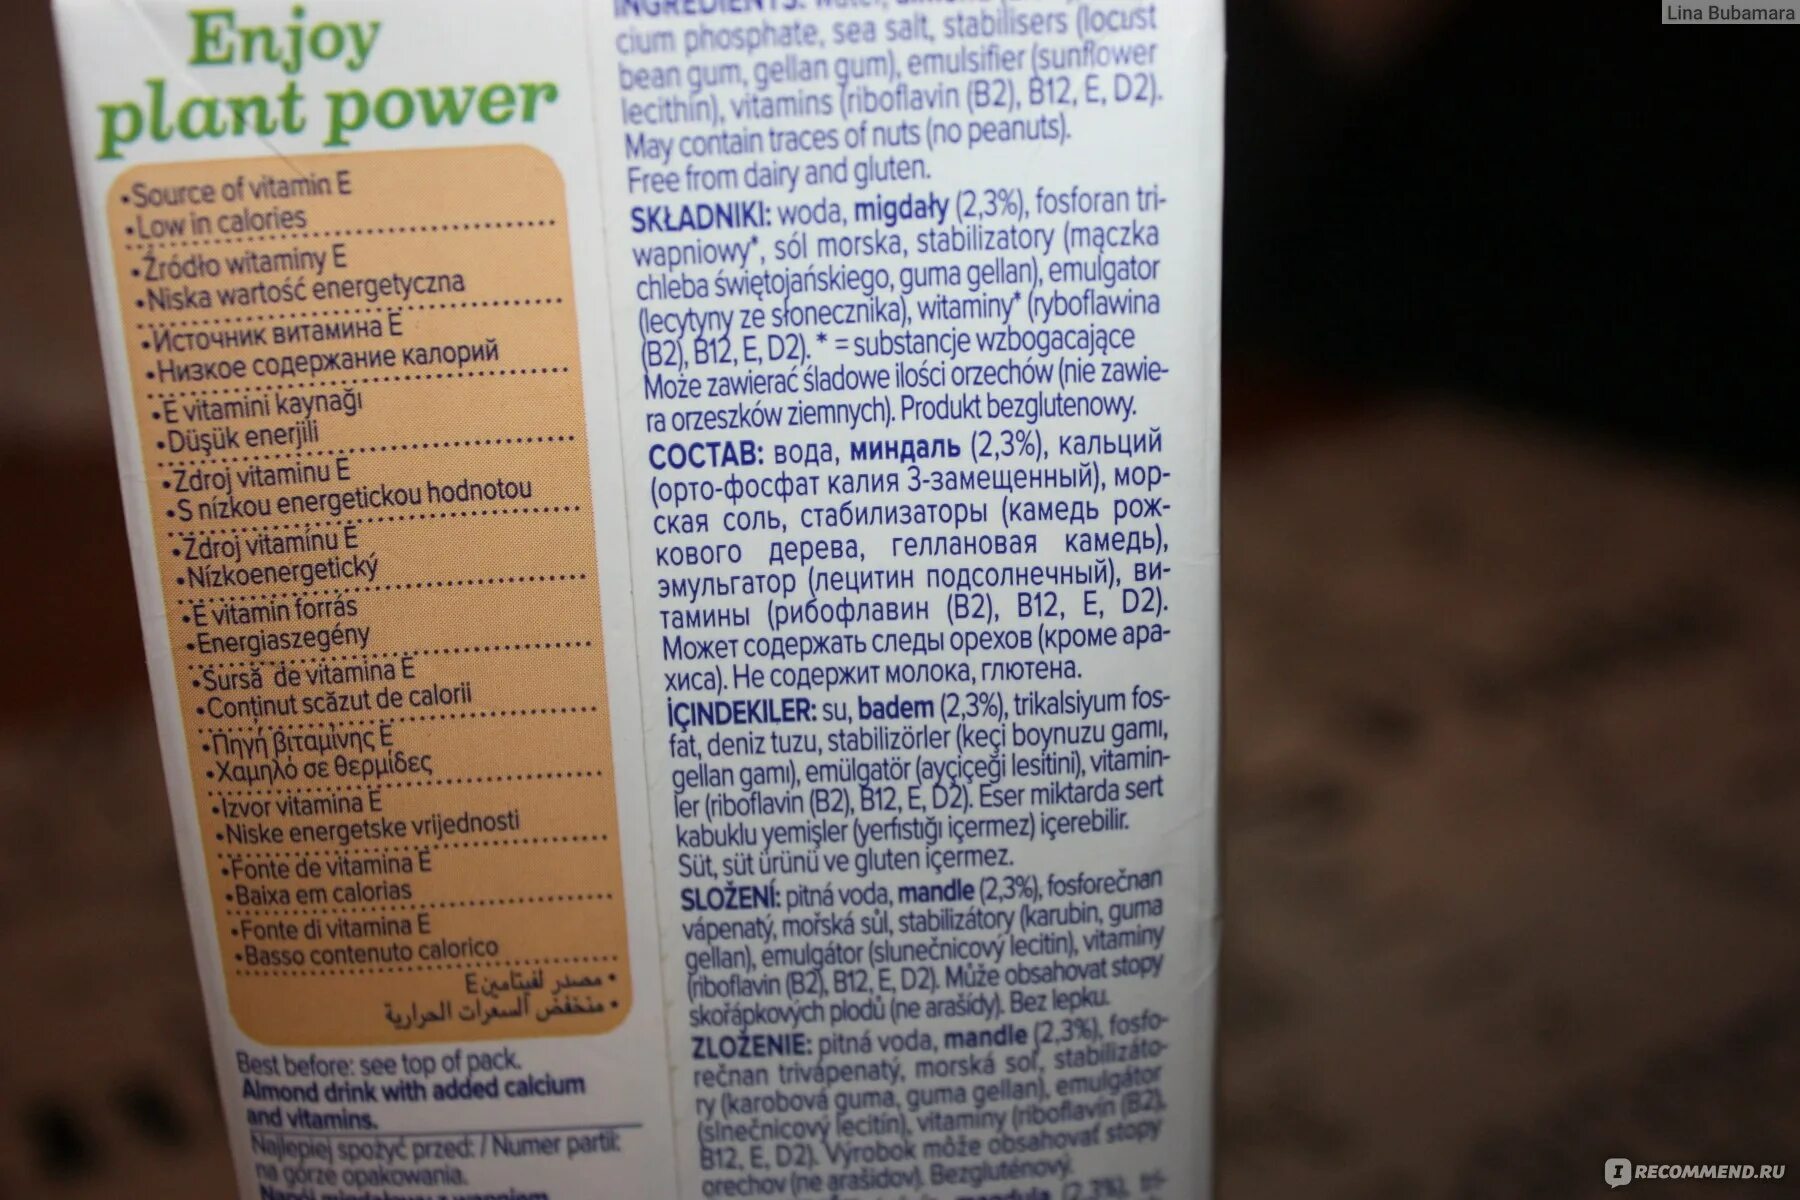 Lina Bubamara
Enjoy
plant power
•Source of vitamin E
•Low in calories
•Źródło witaminy E
•Niska wartość energetyczna
•Источник витамина Е
•Низкое содержание калорий
•E vitamini kaynağı
•Düşük enerjili
•Zdroj vitaminu E
•S nízkou energetickou hodnotou
•Zdroj vitamínu E
•Nízkoenergetický
•E vitamin forrás
•Energiaszegény
•Sursă de vitamina E
•Conținut scăzut de calorii
•Πηγή βιταμίνης Ε
•Χαμηλό σε θερμίδες
•Izvor vitamina E
•Niske energetske vrijednosti
•Fonte de vitamina E
•Baixa em calorias
•Fonte di vitamina E
•Basso contenuto calorico
• مصدر لفيتامين E
• منخفض السعرات الحرارية
Best before: see top of pack.
Almond drink with added calcium
and vitamins.
Najlepiej spożyć przed: / Numer partii:
na górze opakowania.
INGREDIENTS: water,
cium phosphate, sea salt, stabilisers (locust
bean gum, gellan gum), emulsifier (sunflower
lecithin), vitamins (riboflavin (B2), B12, E, D2).
May contain traces of nuts (no peanuts).
Free from dairy and gluten.
SKŁADNIKI: woda, migdały (2,3%), fosforan tri-
wapniowy*, sól morska, stabilizatory (mączka
chleba świętojańskiego, guma gellan), emulgator
(lecytyny ze słonecznika), witaminy* (ryboflawina
(B2), B12, E, D2). * = substancje wzbogacające
Może zawierać śladowe ilości orzechów (nie zawie-
ra orzeszków ziemnych). Produkt bezglutenowy.
СОСТАВ: вода, миндаль (2,3%), кальций
(орто-фосфат калия 3-замещенный), мор-
ская соль, стабилизаторы (камедь рож-
кового дерева, геллановая камедь),
эмульгатор (лецитин подсолнечный), ви-
тамины (рибофлавин (B2), B12, E, D2).
Может содержать следы орехов (кроме ара-
хиса). Не содержит молока, глютена.
İÇINDEKILER: su, badem (2,3%), trikalsiyum fos-
fat, deniz tuzu, stabilizörler (keçi boynuzu gamı,
gellan gamı), emülgatör (ayçiçeği lesitini), vitamin-
ler (riboflavin (B2), B12, E, D2). Eser miktarda sert
kabuklu yemişler (yerfıstığı içermez) içerebilir.
Süt, süt ürünü ve gluten içermez.
SLOŽENÍ: pitná voda, mandle (2,3%), fosforečnan
vápenatý, mořská sůl, stabilizátory (karubin, guma
gellan), emulgátor (slunečnicový lecitin), vitaminy
(riboflavin (B2), B12, E, D2). Může obsahovat stopy
skořápkových plodů (ne arašídy). Bez lepku.
ZLOŽENIE: pitná voda, mandle (2,3%), fosfo-
rečnan trivápenatý, morská soľ, stabilizáto-
ry (karobová guma, guma gellan), emulgátor
(slnečnicový lecitín), vitamíny (riboflavín (B2),
B12, E, D2). Výrobok môže obsahovať stopy
orechov (ne arašidov). Bezgluténový.
mandula (2,3%), tri-
IRECOMMEND.RU